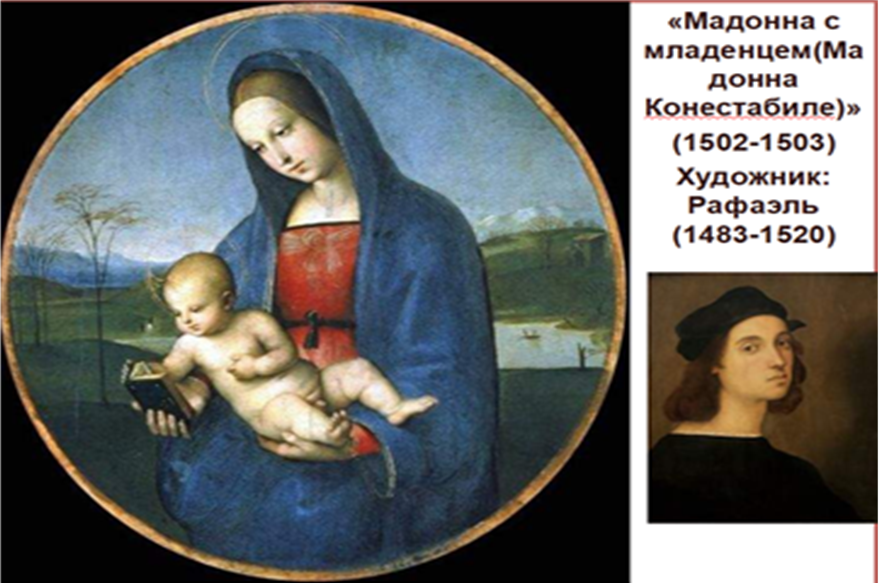 «Мадонна с
младенцем(Ма
донна
Конестабиле)»
(1502-1503)
Художник:
Рафаэль
(1483-1520)